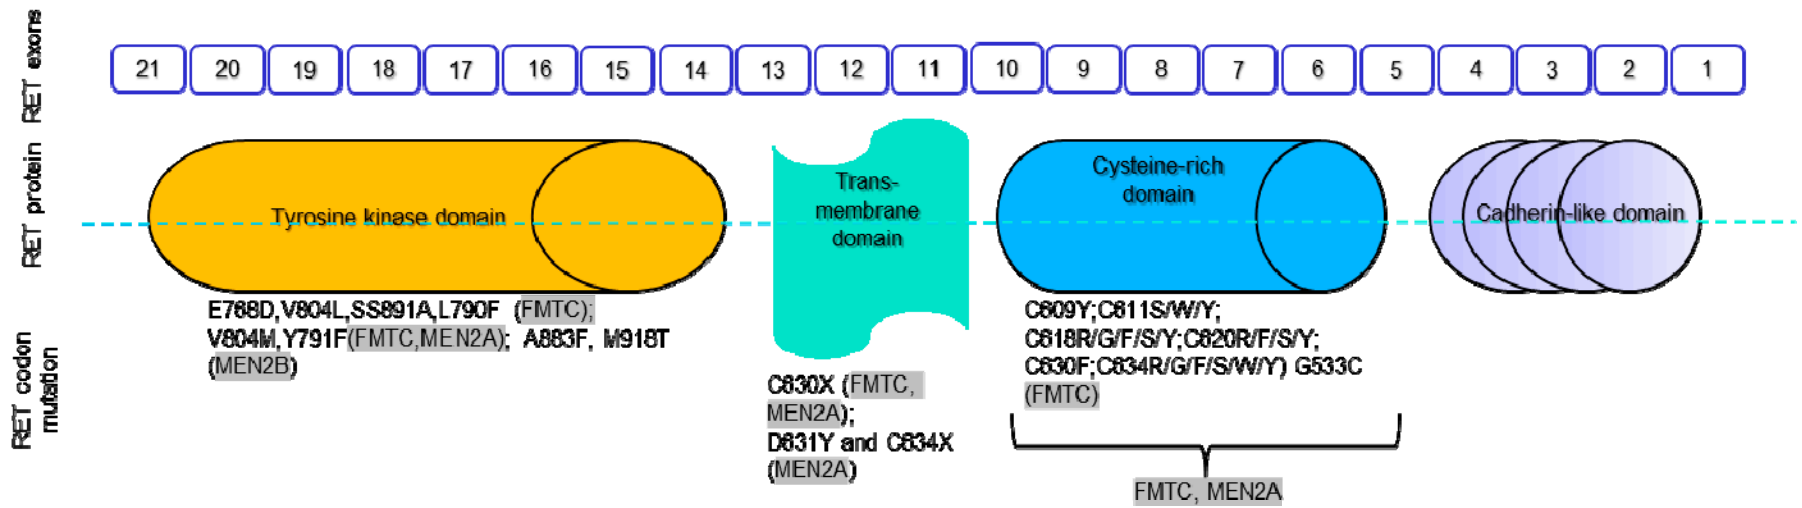 RET exons
21 20 19 18 17 16 15 14 13 12 11 10 9 8 7 6 5 4 3 2 1
RET protein
Tyrosine kinase domain
Trans-
membrane
domain
Cysteine-rich
domain
Cadherin-like domain
RET codon
mutation
E768D,V804L,SS891A,L790F (FMTC);
V804M,Y791F(FMTC,MEN2A); A883F, M918T
(MEN2B)
C630X (FMTC,
MEN2A);
D631Y and C634X
(MEN2A)
C609Y;C611S/W/Y;
C618R/G/F/S/Y;C620R/F/S/Y;
C630F;C634R/G/F/S/W/Y) G533C
(FMTC)
FMTC, MEN2A